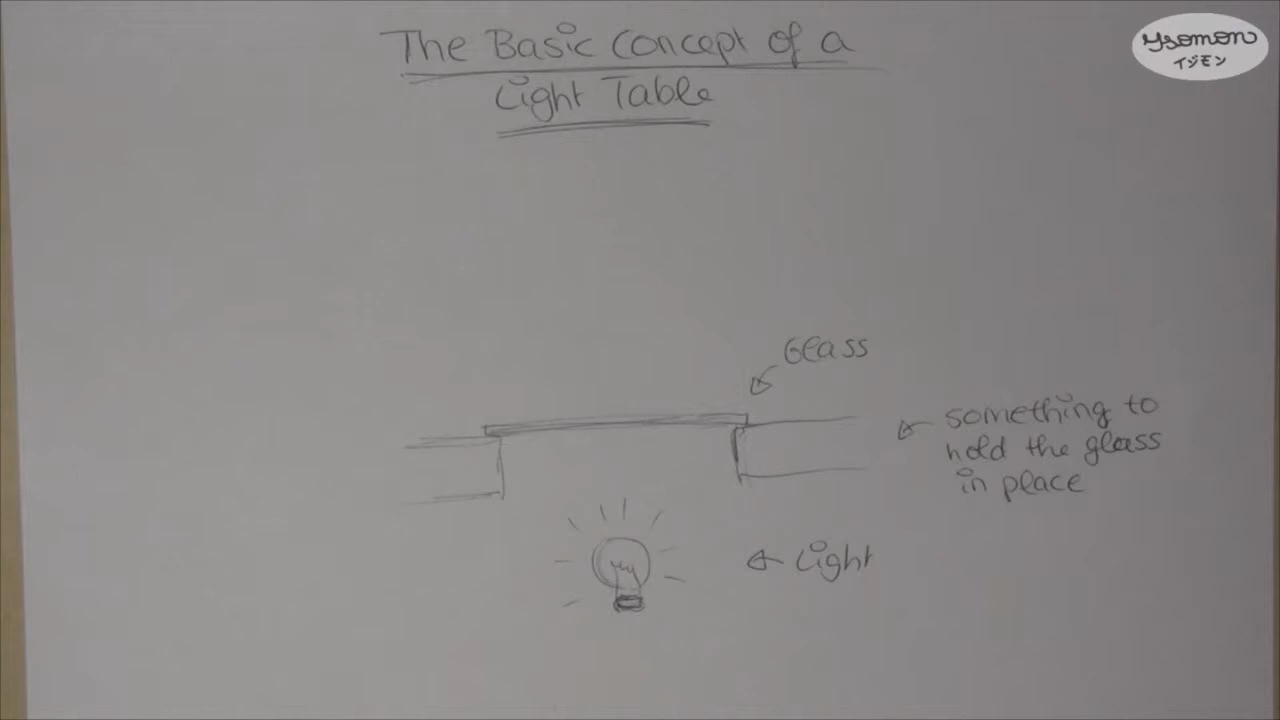 The Basic Concept of a
Light Table
Ysomon
イジモン
Glass
something to
hold the glass
in place
Light